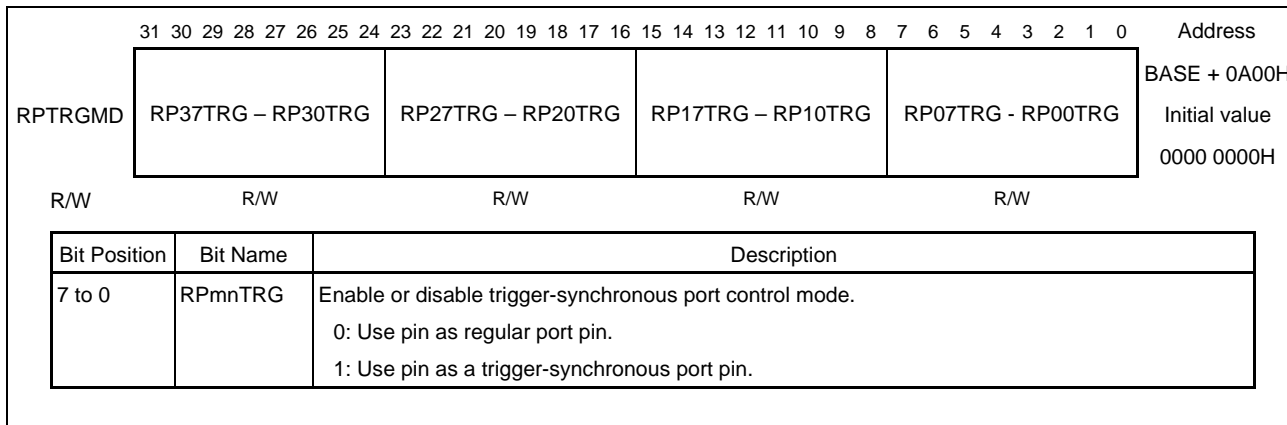 31 30 29 28 27 26 25 24 23 22 21 20 19 18 17 16 15 14 13 12 11 10 9 8 7 6 5 4 3 2 1 0 Address
BASE + 0A00H
RPTRGMD RP37TRG – RP30TRG RP27TRG – RP20TRG RP17TRG – RP10TRG RP07TRG - RP00TRG Initial value
0000 0000H
R/W R/W R/W R/W R/W
Bit Position Bit Name Description
7 to 0 RPmnTRG Enable or disable trigger-synchronous port control mode.
0: Use pin as regular port pin.
1: Use pin as a trigger-synchronous port pin.